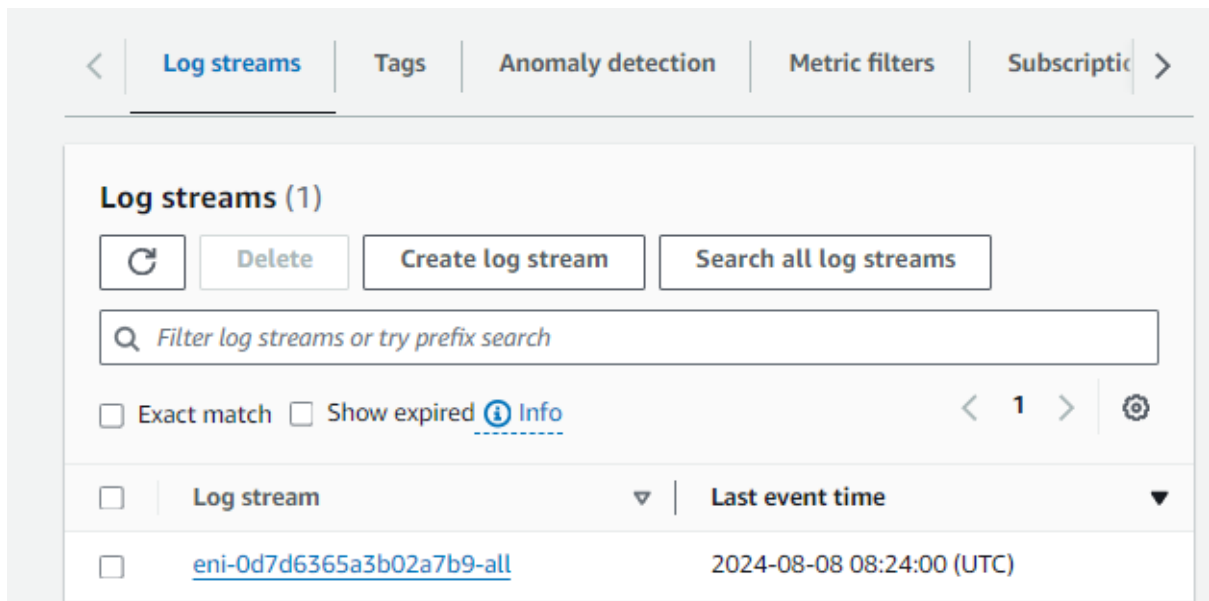 Log streams Tags Anomaly detection Metric filters Subscriptic
Log streams (1)
Delete Create log stream Search all log streams
Filter log streams or try prefix search
Exact match Show expired Info 1
Log stream Last event time
eni-0d7d6365a3b02a7b9-all 2024-08-08 08:24:00 (UTC)